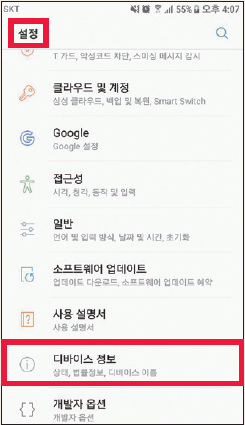 SKT 55% 오후 4:07
설정
T 가드, 악성코드 차단, 스미싱 메시지 감시
클라우드 및 계정
삼성 클라우드, 백업 및 복원, Smart Switch
Google
Google 설정
접근성
시각, 청각, 동작 및 입력
일반
언어 및 입력 방식, 날짜 및 시간, 초기화
소프트웨어 업데이트
업데이트 다운로드, 소프트웨어 업데이트 예약
사용 설명서
사용 설명서
디바이스 정보
상태, 법률정보, 디바이스 이름
개발자 옵션
개발자 옵션